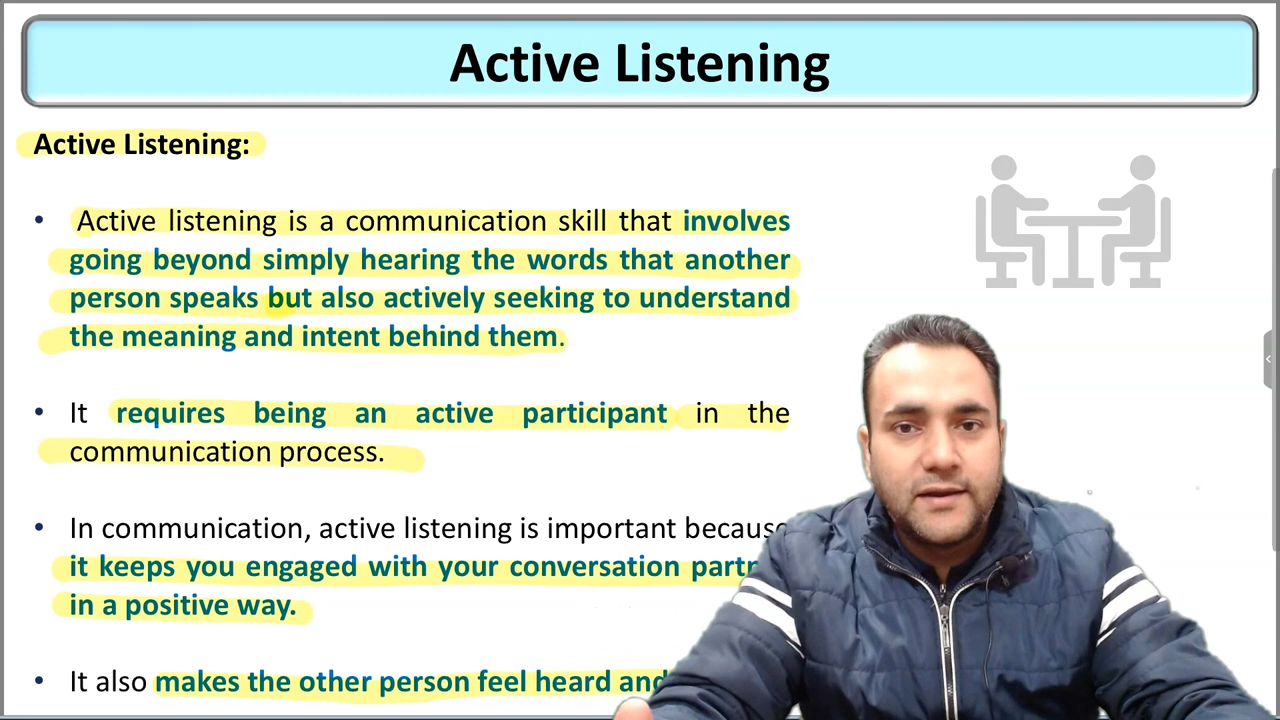 Active Listening
Active Listening:
• Active listening is a communication skill that involves
going beyond simply hearing the words that another
person speaks but also actively seeking to understand
the meaning and intent behind them.
• It requires being an active participant in the
communication process.
• In communication, active listening is important because
it keeps you engaged with your conversation
in a positive way.
• It also makes the other person feel heard and